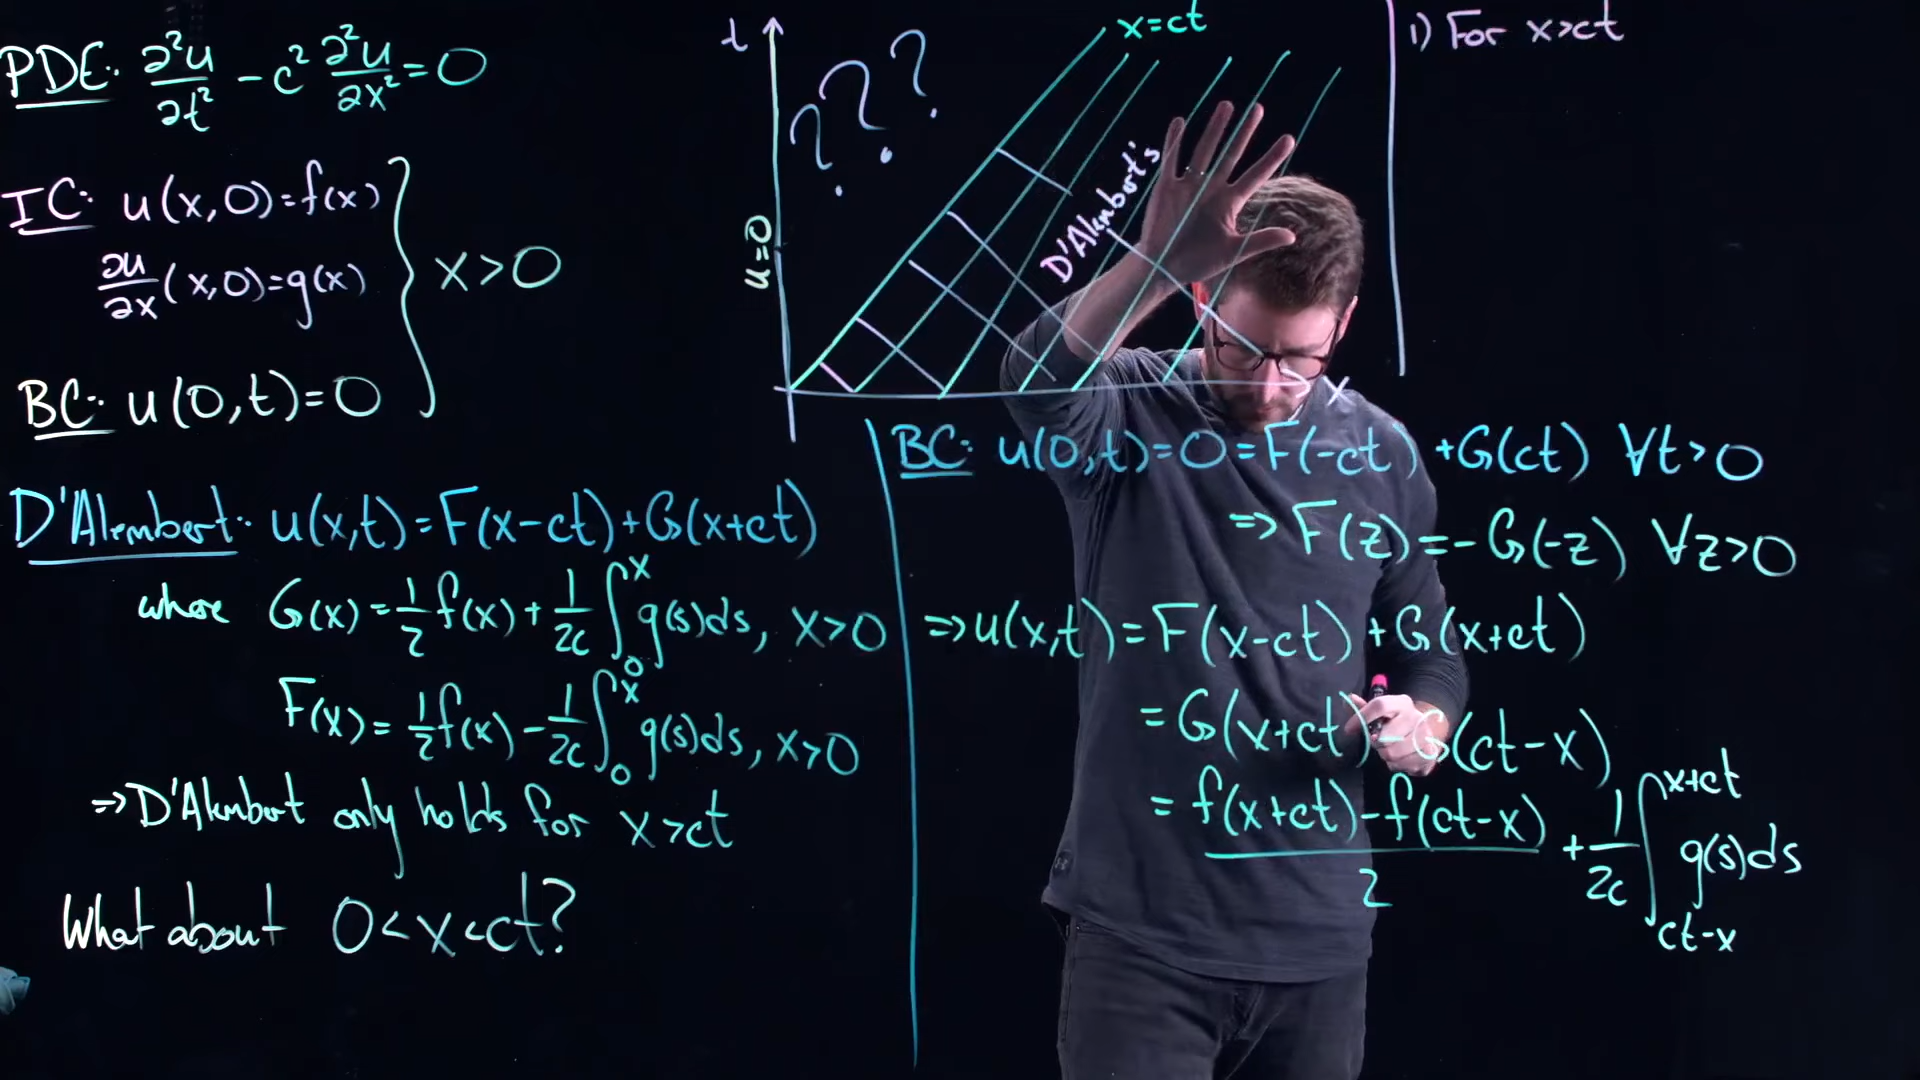 PDE: ∂²u/∂t² - c² ∂²u/∂x² = 0
IC: u(x,0)=f(x)
∂u/∂x (x,0)=g(x)
x>0
BC: u(0,t)=0
D'Alembert: u(x,t)=F(x-ct)+G(x+ct)
where G(x)=1/2 f(x)+1/2c ∫₀ˣ g(s)ds, x>0
F(x)=1/2 f(x)-1/2c ∫₀ˣ g(s)ds, x>0
⇒D'Alembert only holds for x>ct
What about 0<x<ct?
t
???
x=ct
u=0
D'Alembert's
x
1) For x>ct
BC: u(0,t)=0=F(-ct)+G(ct) ∀t>0
⇒F(z)=-G(-z) ∀z>0
⇒u(x,t)=F(x-ct)+G(x+ct)
=G(x+ct)-G(ct-x)
= (f(x+ct)-f(ct-x))/2 + 1/2c ∫_{ct-x}^{x+ct} g(s)ds